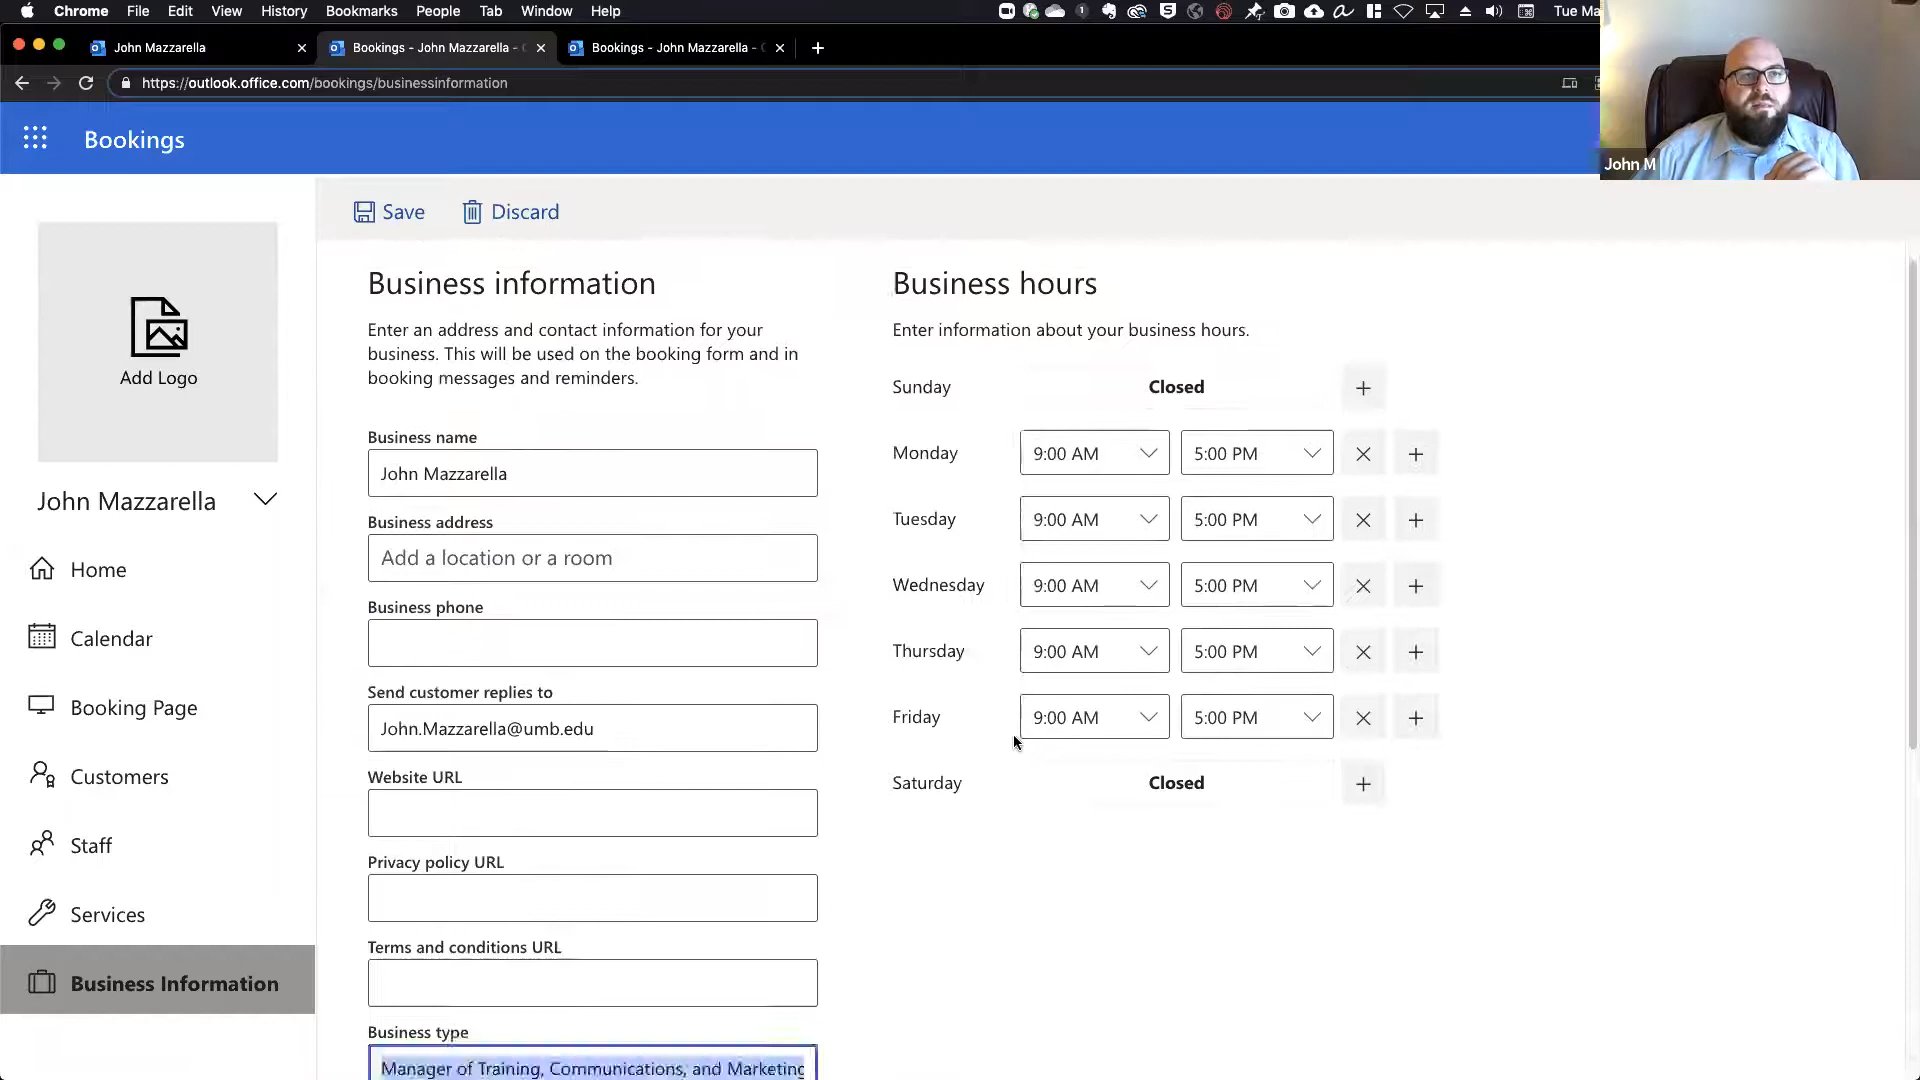 Chrome File Edit View History Bookmarks People Tab Window Help
Tue Ma
John Mazzarella
Bookings - John Mazzarella -
Bookings - John Mazzarella -
https://outlook.office.com/bookings/businessinformation
Bookings
John M
Save Discard
Add Logo
John Mazzarella
Home
Calendar
Booking Page
Customers
Staff
Services
Business Information
Business information
Enter an address and contact information for your
business. This will be used on the booking form and in
booking messages and reminders.
Business name
John Mazzarella
Business address
Add a location or a room
Business phone
Send customer replies to
John.Mazzarella@umb.edu
Website URL
Privacy policy URL
Terms and conditions URL
Business type
Manager of Training, Communications, and Marketing
Business hours
Enter information about your business hours.
Sunday Closed
Monday 9:00 AM 5:00 PM
Tuesday 9:00 AM 5:00 PM
Wednesday 9:00 AM 5:00 PM
Thursday 9:00 AM 5:00 PM
Friday 9:00 AM 5:00 PM
Saturday Closed